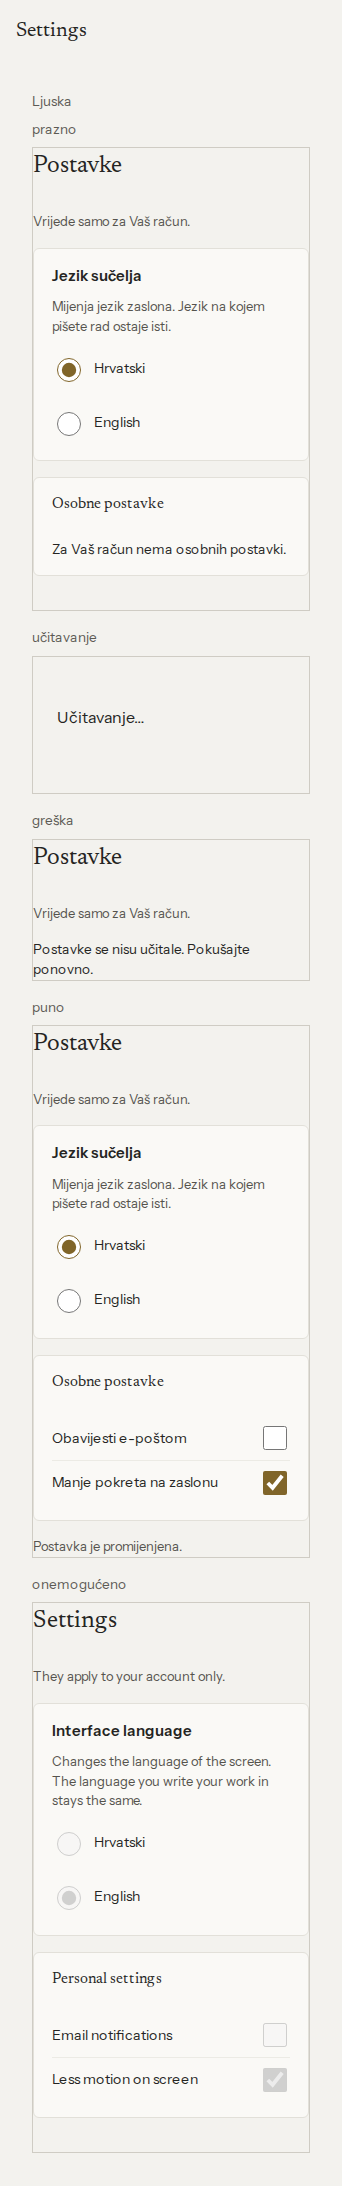 Settings
Ljuska
prazno
Postavke
Vrijede samo za Vaš račun.
Jezik sučelja
Mijenja jezik zaslona. Jezik na kojem
pišete rad ostaje isti.
Hrvatski
English
Osobne postavke
Za Vaš račun nema osobnih postavki.
učitavanje
Učitavanje…
greška
Postavke
Vrijede samo za Vaš račun.
Postavke se nisu učitale. Pokušajte
ponovno.
puno
Postavke
Vrijede samo za Vaš račun.
Jezik sučelja
Mijenja jezik zaslona. Jezik na kojem
pišete rad ostaje isti.
Hrvatski
English
Osobne postavke
Obavijesti e-poštom
Manje pokreta na zaslonu
Postavka je promijenjena.
onemogućeno
Settings
They apply to your account only.
Interface language
Changes the language of the screen.
The language you write your work in
stays the same.
Hrvatski
English
Personal settings
Email notifications
Less motion on screen